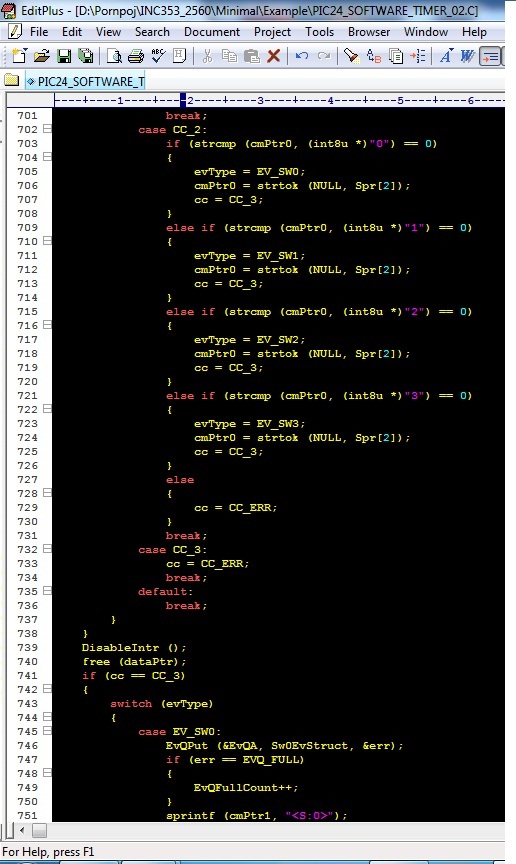 EditPlus - [D:\Pornpoj\INC353_2560\Minimal\Example\PIC24_SOFTWARE_TIMER_02.C]
File Edit View Search Document Project Tools Browser Window Help
PIC24_SOFTWARE_T
----+----1----+----2----+----3----+----4----+----5----+----6----
701 break;
702 case CC_2:
703 if (strcmp (cmPtr0, (int8u *)"0") == 0)
704 {
705 evType = EV_SW0;
706 cmPtr0 = strtok (NULL, Spr[2]);
707 cc = CC_3;
708 }
709 else if (strcmp (cmPtr0, (int8u *)"1") == 0)
710 {
711 evType = EV_SW1;
712 cmPtr0 = strtok (NULL, Spr[2]);
713 cc = CC_3;
714 }
715 else if (strcmp (cmPtr0, (int8u *)"2") == 0)
716 {
717 evType = EV_SW2;
718 cmPtr0 = strtok (NULL, Spr[2]);
719 cc = CC_3;
720 }
721 else if (strcmp (cmPtr0, (int8u *)"3") == 0)
722 {
723 evType = EV_SW3;
724 cmPtr0 = strtok (NULL, Spr[2]);
725 cc = CC_3;
726 }
727 else
728 {
729 cc = CC_ERR;
730 }
731 break;
732 case CC_3:
733 cc = CC_ERR;
734 break;
735 default:
736 break;
737 }
738 }
739 DisableIntr ();
740 free (dataPtr);
741 if (cc == CC_3)
742 {
743 switch (evType)
744 {
745 case EV_SW0:
746 EvQPut (&EvQA, Sw0EvStruct, &err);
747 if (err == EVQ_FULL)
748 {
749 EvQFullCount++;
750 }
751 sprintf (cmPtr1, "<S:0>");
For Help, press F1